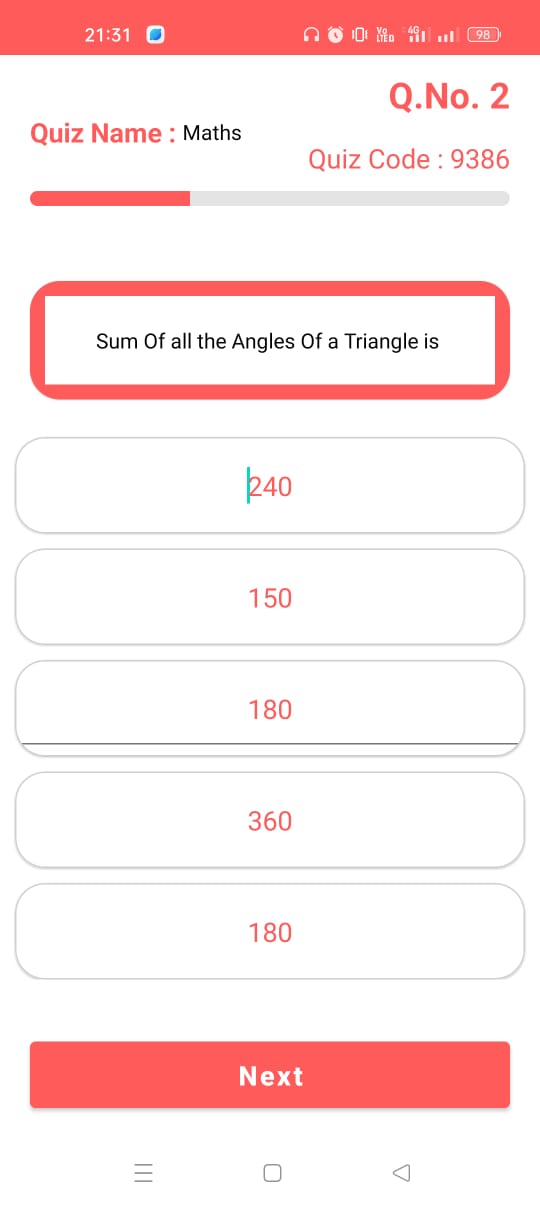 21:31
4G
Vo
LTE
98
Q.No. 2
Quiz Name : Maths
Quiz Code : 9386
Sum Of all the Angles Of a Triangle is
240
150
180
360
180
Next